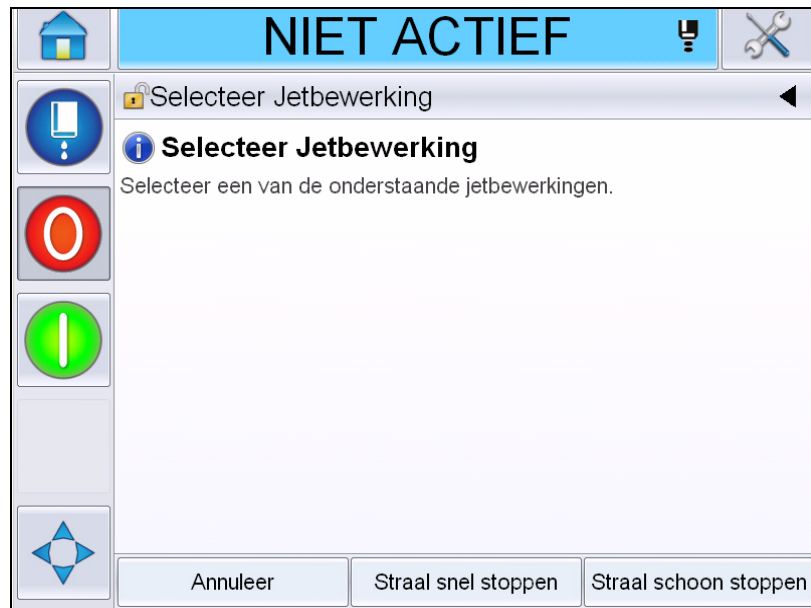 NIET ACTIEF
Selecteer Jetbewerking
Selecteer Jetbewerking
Selecteer een van de onderstaande jetbewerkingen.
Annuleer
Straal snel stoppen
Straal schoon stoppen